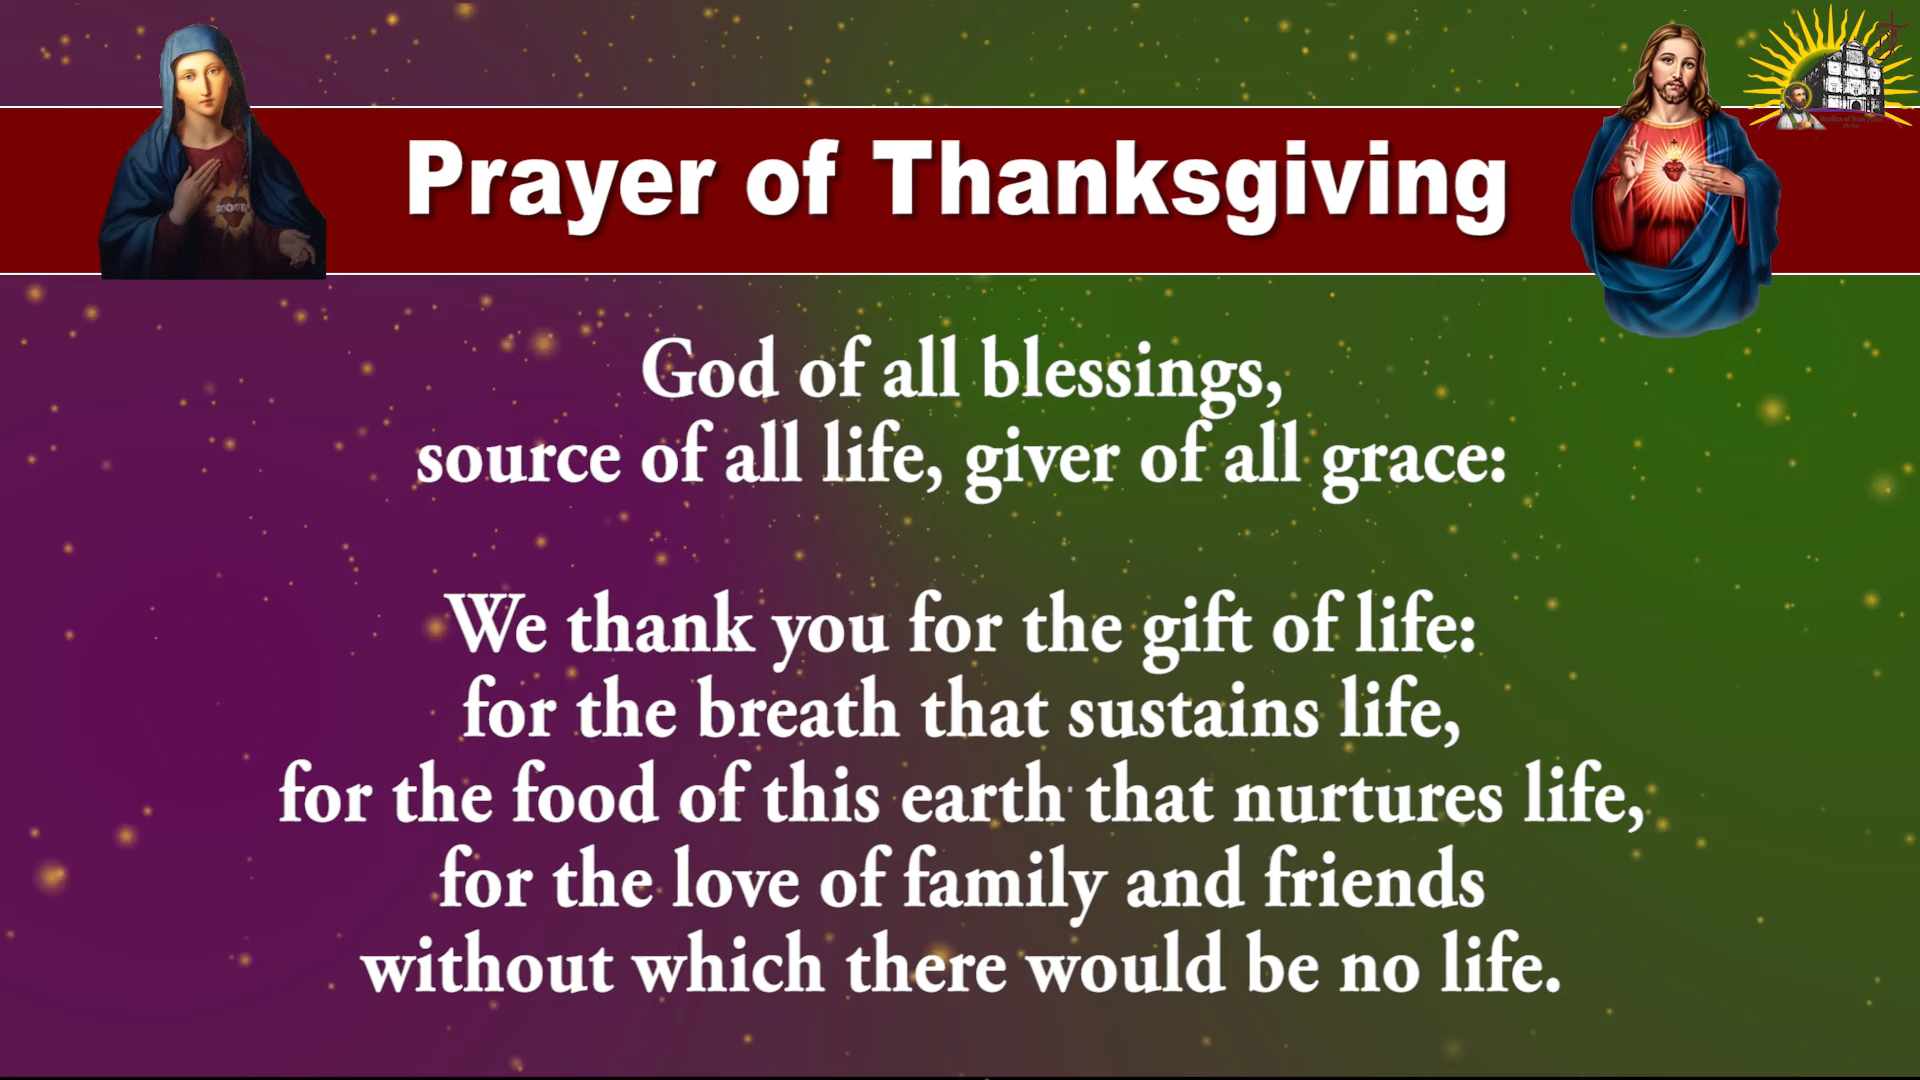 Prayer of Thanksgiving
God of all blessings,
source of all life, giver of all grace:
We thank you for the gift of life:
for the breath that sustains life,
for the food of this earth that nurtures life,
for the love of family and friends
without which there would be no life.